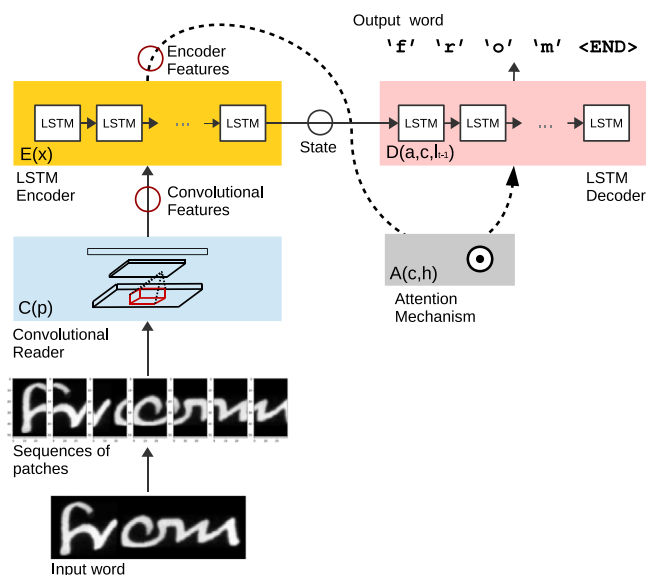 Output word
'f' 'r' 'o' 'm' <END>
Encoder
Features
LSTM LSTM ... LSTM
E(x)
State
LSTM LSTM ... LSTM
D(a,c,lt-1)
LSTM
Encoder
LSTM
Decoder
Convolutional
Features
C(p)
A(c,h)
Attention
Mechanism
Convolutional
Reader
Sequences of
patches
from
Input word